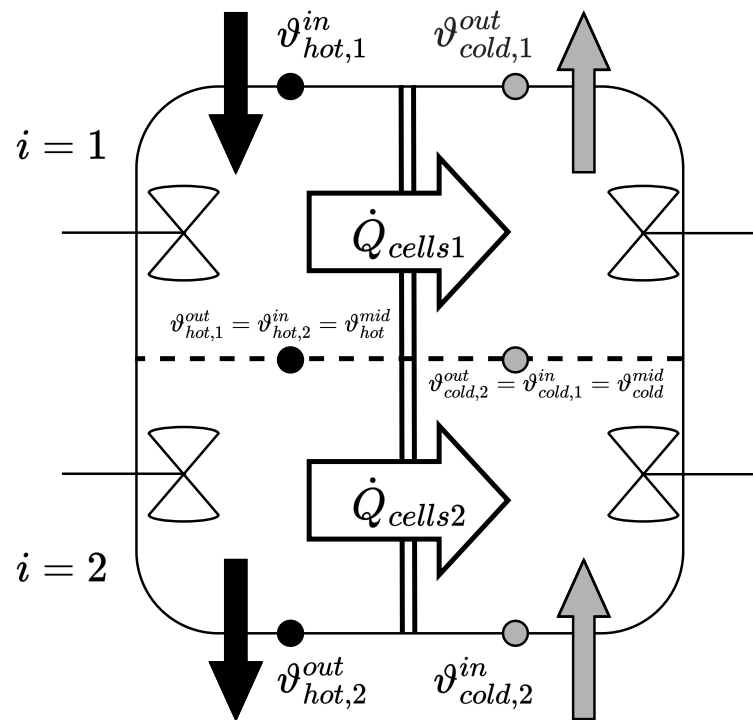 ϑ^{in}_{hot,1} ϑ^{out}_{cold,1}
i = 1
Q̇_{cells1}
ϑ^{out}_{hot,1} = ϑ^{in}_{hot,2} = ϑ^{mid}_{hot}
ϑ^{out}_{cold,2} = ϑ^{in}_{cold,1} = ϑ^{mid}_{cold}
Q̇_{cells2}
i = 2
ϑ^{out}_{hot,2} ϑ^{in}_{cold,2}